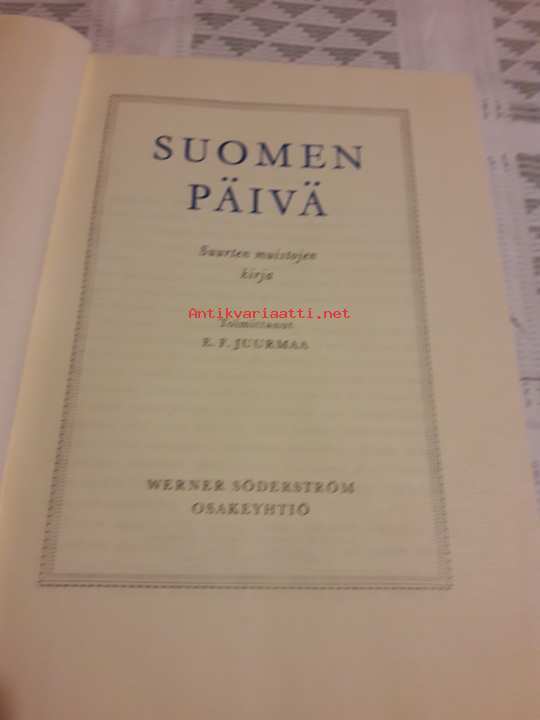 SUOMEN
PÄIVÄ
Suurten muistojen
kirja
Antikvariaatti.net
Toimittanut
E. F. JUURMAA
WERNER SÖDERSTRÖM
OSAKEYHTIÖ